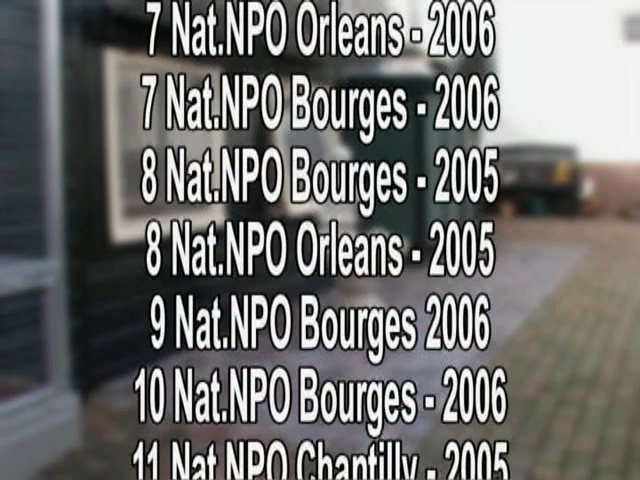 7 Nat.NPO Orleans - 2006
7 Nat.NPO Bourges - 2006
8 Nat.NPO Bourges - 2005
8 Nat.NPO Orleans - 2005
9 Nat.NPO Bourges 2006
10 Nat.NPO Bourges - 2006
11 Nat.NPO Chantilly - 2005